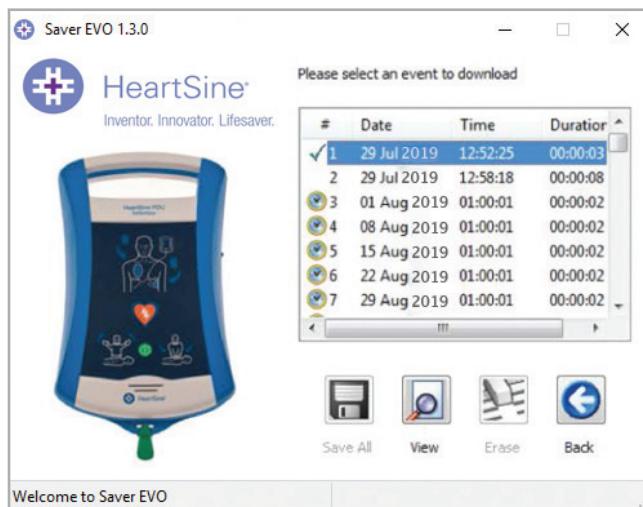 Saver EVO 1.3.0
HeartSine®
Inventor. Innovator. Lifesaver.
Please select an event to download
# Date Time Duration
1 29 Jul 2019 12:52:25 00:00:03
2 29 Jul 2019 12:58:18 00:00:08
3 01 Aug 2019 01:00:01 00:00:02
4 08 Aug 2019 01:00:01 00:00:02
5 15 Aug 2019 01:00:01 00:00:02
6 22 Aug 2019 01:00:01 00:00:02
7 29 Aug 2019 01:00:01 00:00:02
HeartSine PDU
HeartSine
Save All View Erase Back
Welcome to Saver EVO